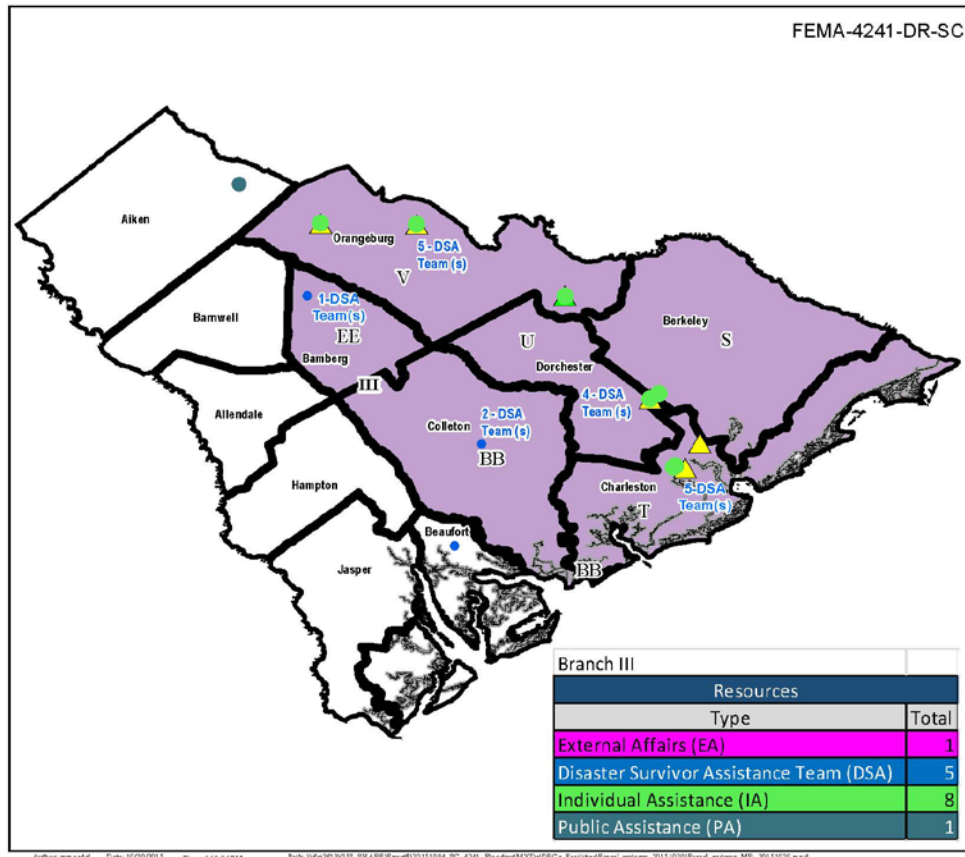 FEMA-4241-DR-SC
Aiken
Orangeburg
5 - DSA
Team (s)
V
1-DSA
Team(s)
EE
Bamberg
Barnwell
Berkeley
S
U
Dorchester
III
4 - DSA
Team (s)
Allendale
2 - DSA
Team (s)
Colleton
BB
Hampton
Charleston
5-DSA
Team(s)
T
Beaufort
BB
Jasper
Branch III
Resources
Type Total
External Affairs (EA) 1
Disaster Survivor Assistance Team (DSA) 5
Individual Assistance (IA) 8
Public Assistance (PA) 1